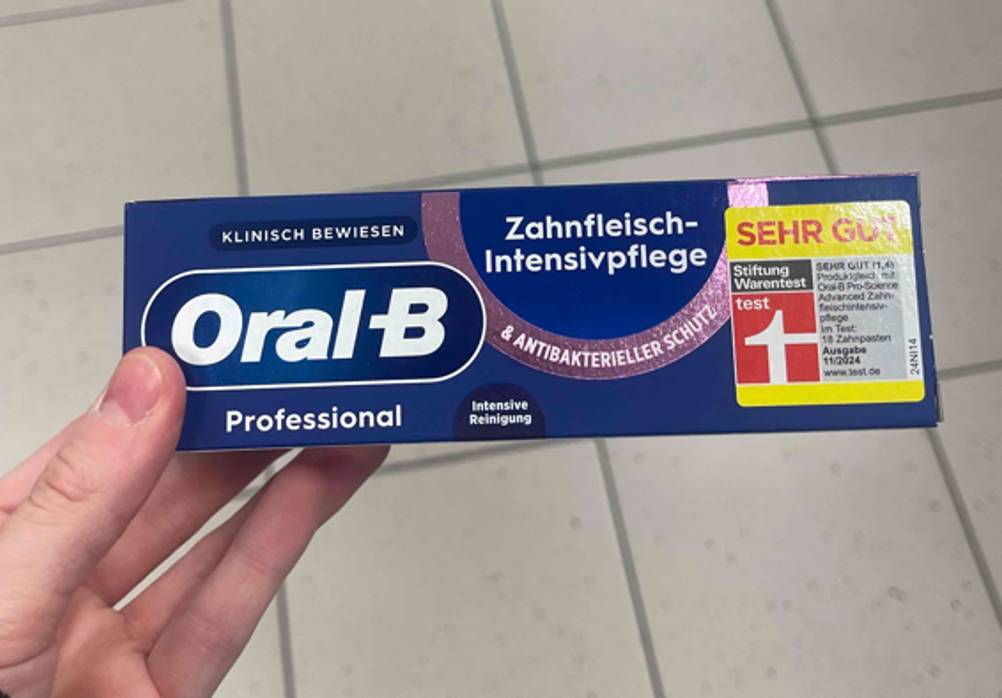 KLINISCH BEWIESEN
Oral-B
Professional
Zahnfleisch-
Intensivpflege
& ANTIBAKTERIELLER SCHUTZ
Intensive
Reinigung
SEHR GUT
Stiftung
Warentest
test
SEHR GUT (1,4)
Produktgleich mit
Oral-B Pro-Science
Advanced Zahn-
fleischintensiv-
pflege
Im Test:
18 Zahnpasten
Ausgabe
11/2024
www.test.de
24NI14